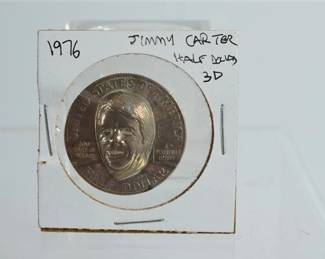 1976
JIMMY CARTER
HALF DOLLAR
3D
UNITED STATES OF AMERICA
HALF DOLLAR